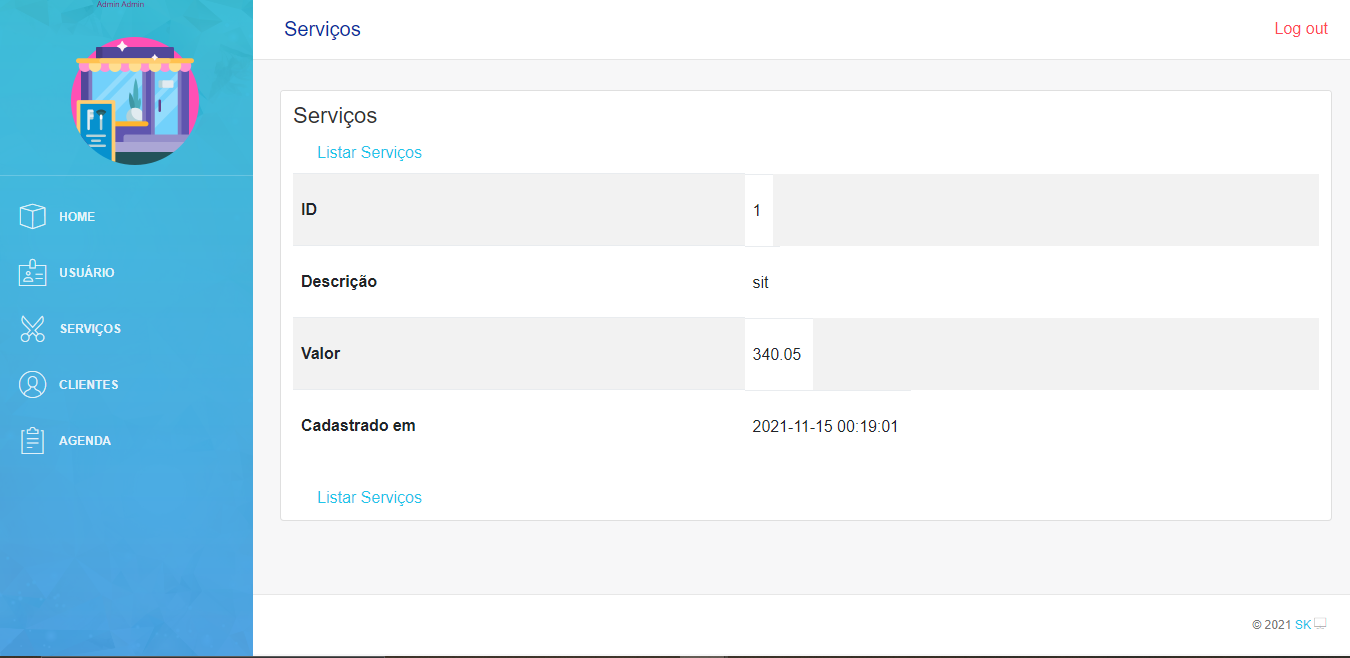 Admin Admin
Serviços
Log out
HOME
USUÁRIO
SERVIÇOS
CLIENTES
AGENDA
Serviços
Listar Serviços
ID 1
Descrição sit
Valor 340.05
Cadastrado em 2021-11-15 00:19:01
Listar Serviços
© 2021 SK